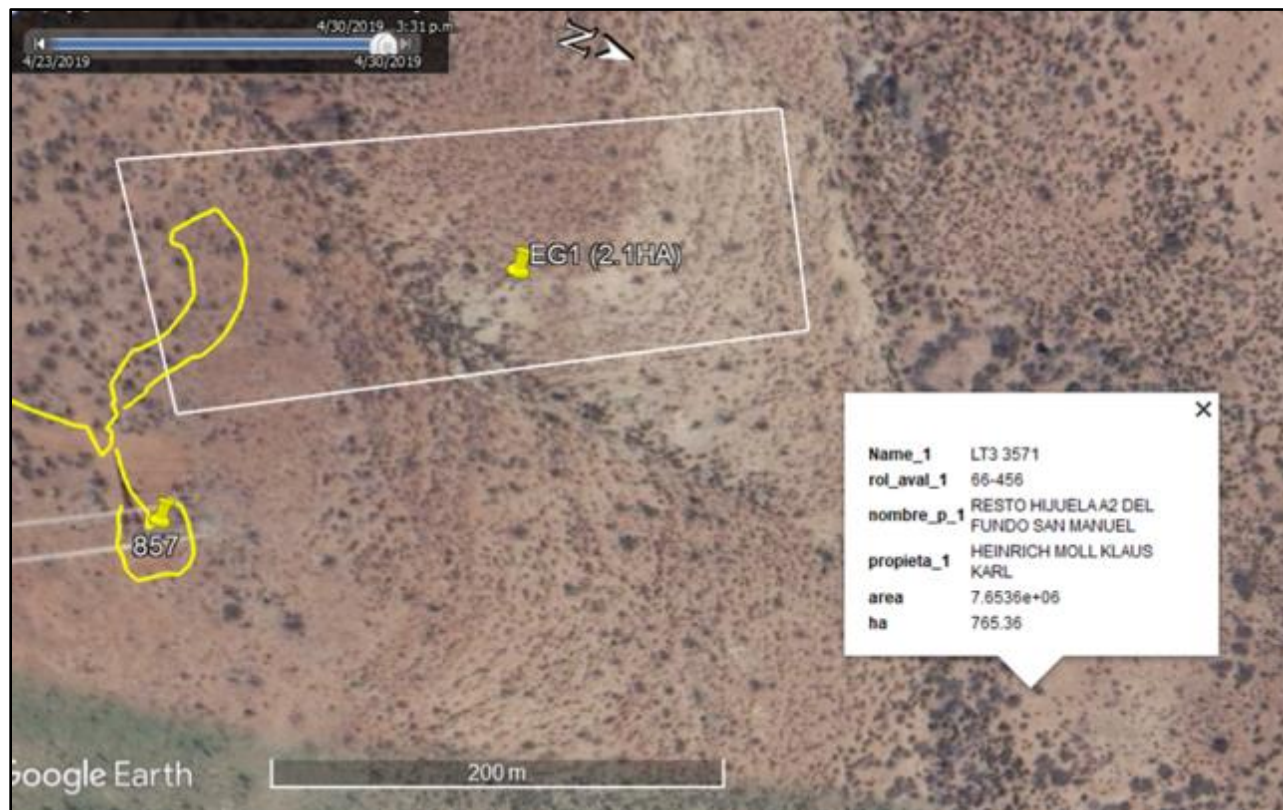 4/30/2019 3:31 p.m
4/23/2019
4/30/2019
N
EG1 (2.1HA)
857
Name_1 LT3 3571
rol_aval_1 66-456
nombre_p_1 RESTO HIJUELA A2 DEL
FUNDO SAN MANUEL
propieta_1 HEINRICH MOLL KLAUS
KARL
area 7.6536e+06
ha 765.36
Google Earth
200 m